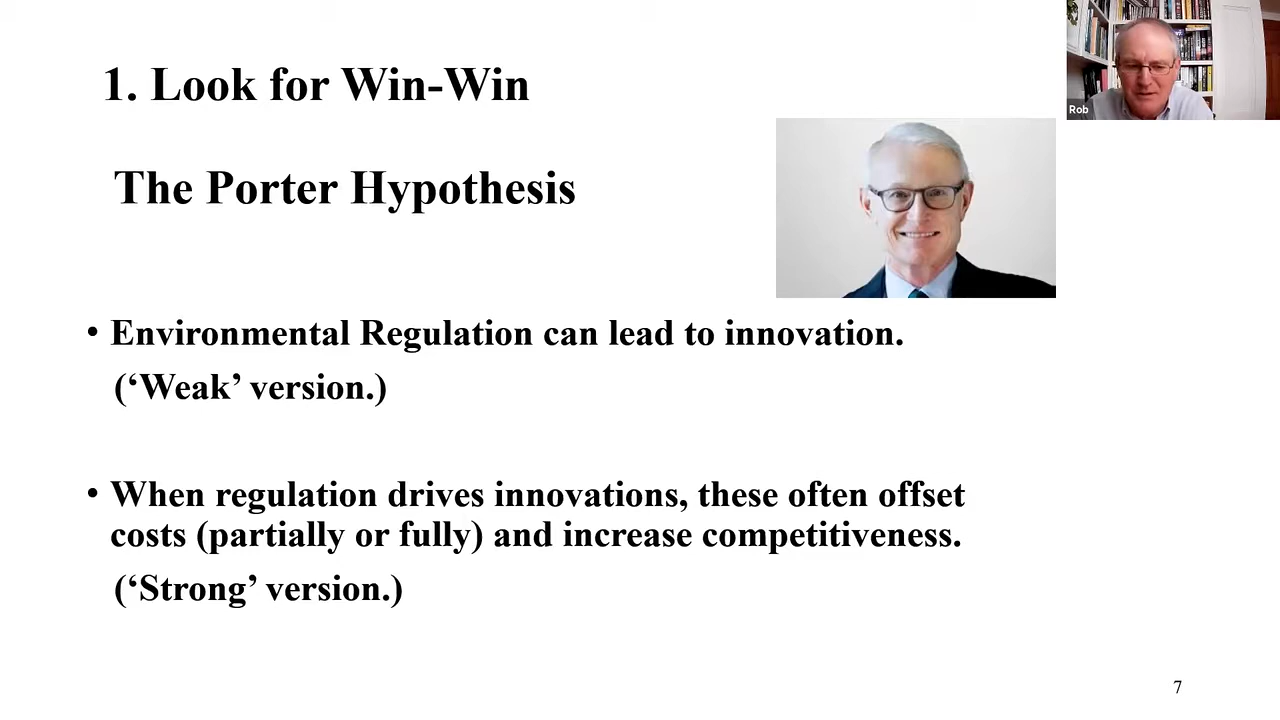 1. Look for Win-Win
Rob
The Porter Hypothesis
• Environmental Regulation can lead to innovation.
(‘Weak’ version.)
• When regulation drives innovations, these often offset
costs (partially or fully) and increase competitiveness.
(‘Strong’ version.)
7